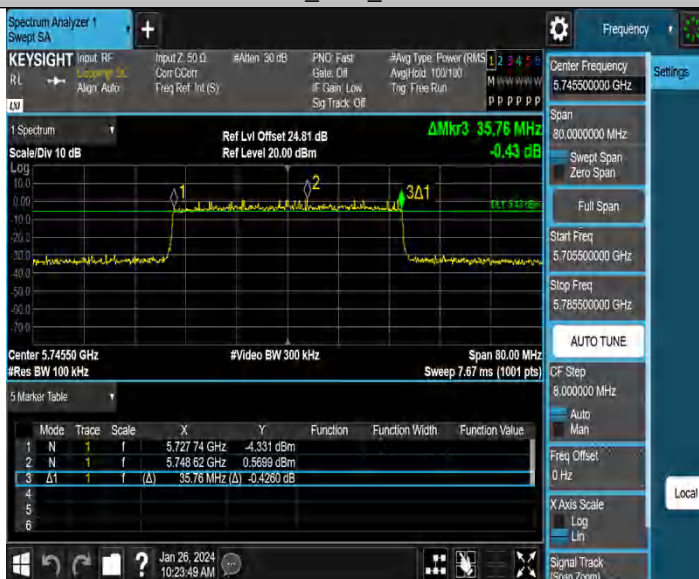 Spectrum Analyzer 1
Swept SA
+
Frequency
KEYSIGHT
RL
Input: RF
Align: Auto
Input Z: 50 Ω
Corr CCorr
Freq Ref: Int (S)
#Atten: 30 dB
PNO: Fast
Gate: Off
IF Gain: Low
Sig Track: Off
#Avg Type: Power (RMS
Avg|Hold: 100/100
Trig: Free Run
1 2 3 4 5 6
M W W W W W
P P P P P P
Center Frequency
5.745500000 GHz
Settings
Span
80.0000000 MHz
Swept Span
Zero Span
Full Span
Start Freq
5.705500000 GHz
Stop Freq
5.785500000 GHz
AUTO TUNE
CF Step
8.000000 MHz
Auto
Man
Freq Offset
0 Hz
X Axis Scale
Log
Lin
Signal Track
(Span Zoom)
Local
1 Spectrum
Scale/Div 10 dB
Ref Lvl Offset 24.81 dB
Ref Level 20.00 dBm
ΔMkr3 35.76 MHz
-0.43 dB
Log
10.0
0.00
-10.0
-20.0
-30.0
-40.0
-50.0
-60.0
-70.0
1
2
3Δ1
Center 5.74550 GHz
#Res BW 100 kHz
#Video BW 300 kHz
Span 80.00 MHz
Sweep 7.67 ms (1001 pts)
5 Marker Table
Mode Trace Scale X Y Function Function Width Function Value
1 N 1 f 5.727 74 GHz -4.331 dBm
2 N 1 f 5.748 62 GHz 0.5699 dBm
3 Δ1 1 f (Δ) 35.76 MHz (Δ) -0.4260 dB
4
5
6
?
Jan 26, 2024
10:23:49 AM